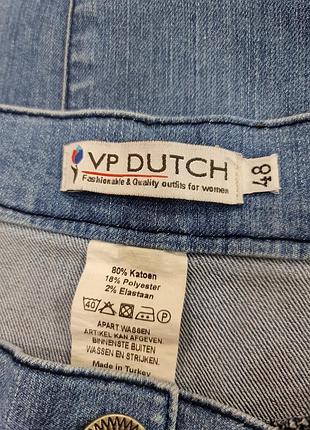 VP DUTCH
Fashionable & Quality outfits for women
48
80% Katoen
18% Polyester
2% Elastaan
40 P
APART WASSEN
ARTIKEL KAN AFGEVEN.
BINNENSTE BUITEN
WASSEN EN STRIJKEN.
Made in Turkey